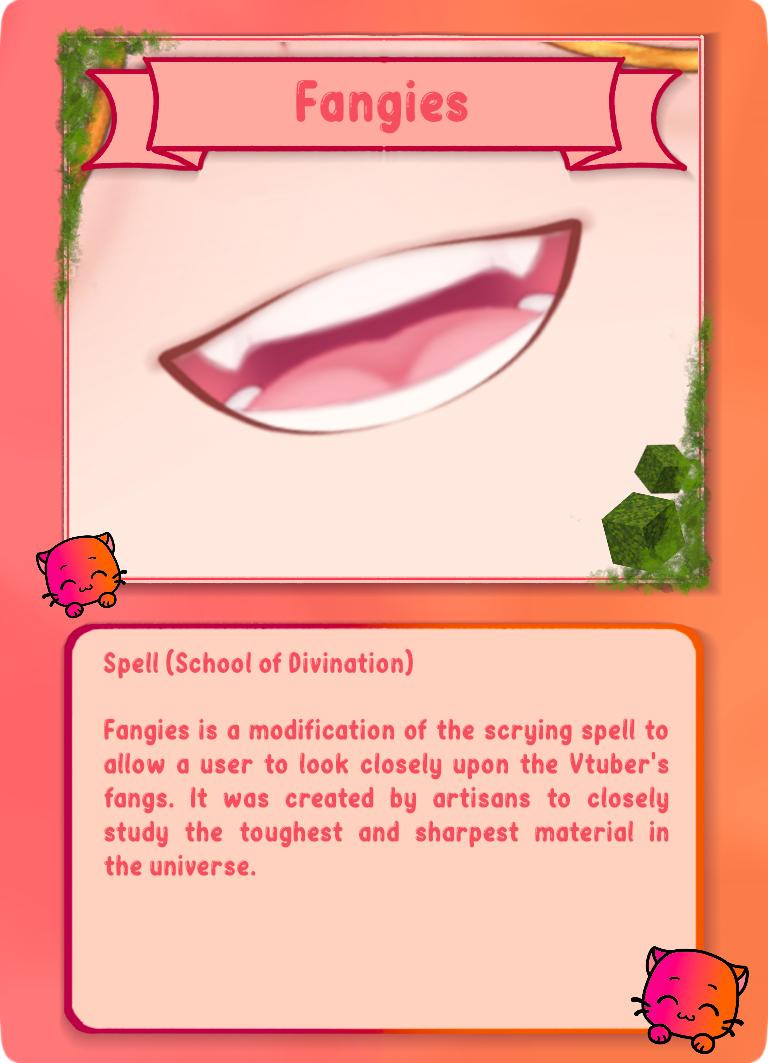 Fangies
Spell (School of Divination)
Fangies is a modification of the scrying spell to
allow a user to look closely upon the Vtuber's
fangs. It was created by artisans to closely
study the toughest and sharpest material in
the universe.